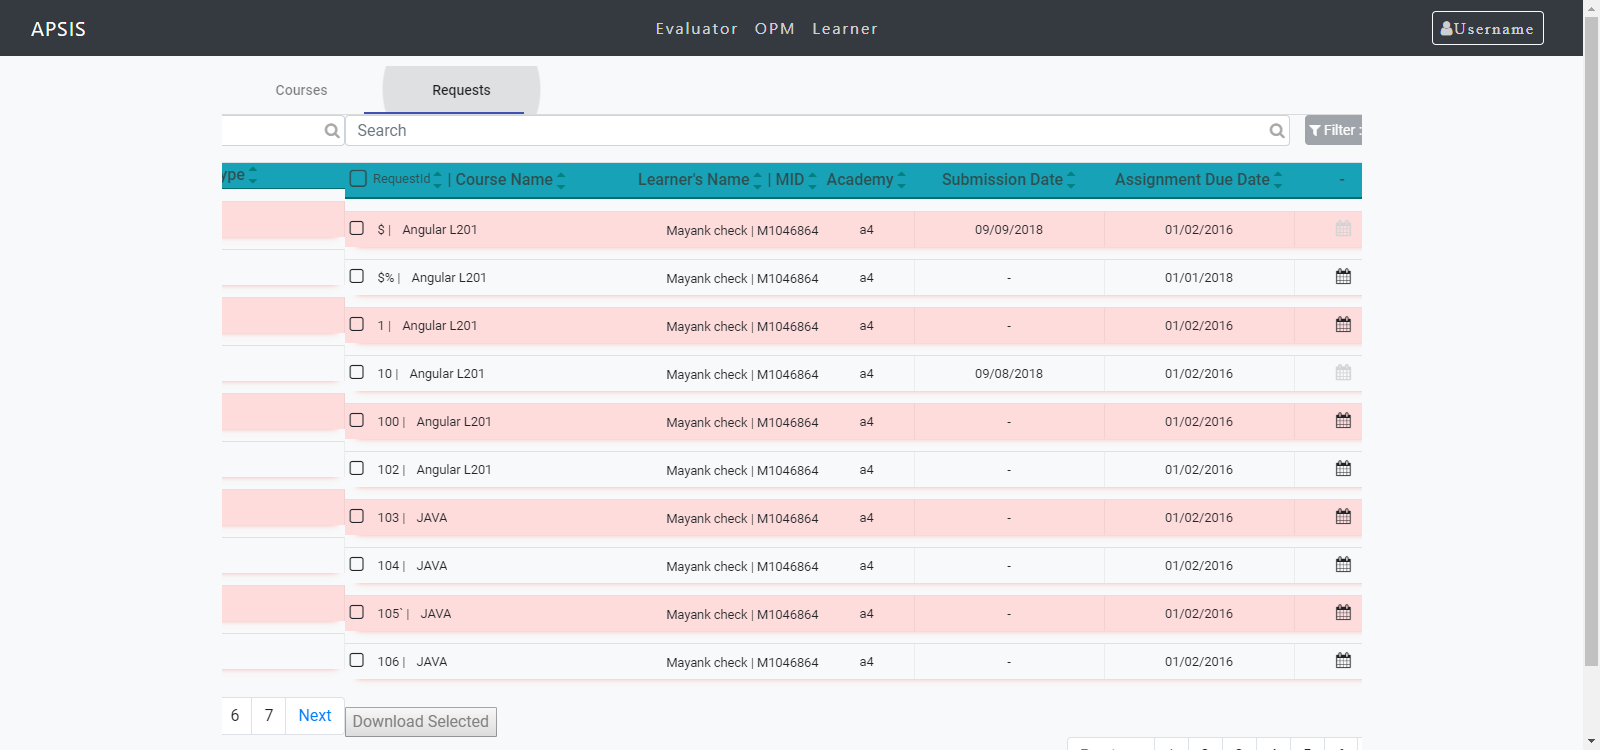 APSIS Evaluator OPM Learner Username
Courses Requests
Search Filter :
ype RequestId | Course Name Learner's Name | MID Academy Submission Date Assignment Due Date -
$ | Angular L201 Mayank check | M1046864 a4 09/09/2018 01/02/2016
$% | Angular L201 Mayank check | M1046864 a4 - 01/01/2018
1 | Angular L201 Mayank check | M1046864 a4 - 01/02/2016
10 | Angular L201 Mayank check | M1046864 a4 09/08/2018 01/02/2016
100 | Angular L201 Mayank check | M1046864 a4 - 01/02/2016
102 | Angular L201 Mayank check | M1046864 a4 - 01/02/2016
103 | JAVA Mayank check | M1046864 a4 - 01/02/2016
104 | JAVA Mayank check | M1046864 a4 - 01/02/2016
105` | JAVA Mayank check | M1046864 a4 - 01/02/2016
106 | JAVA Mayank check | M1046864 a4 - 01/02/2016
6 7 Next Download Selected